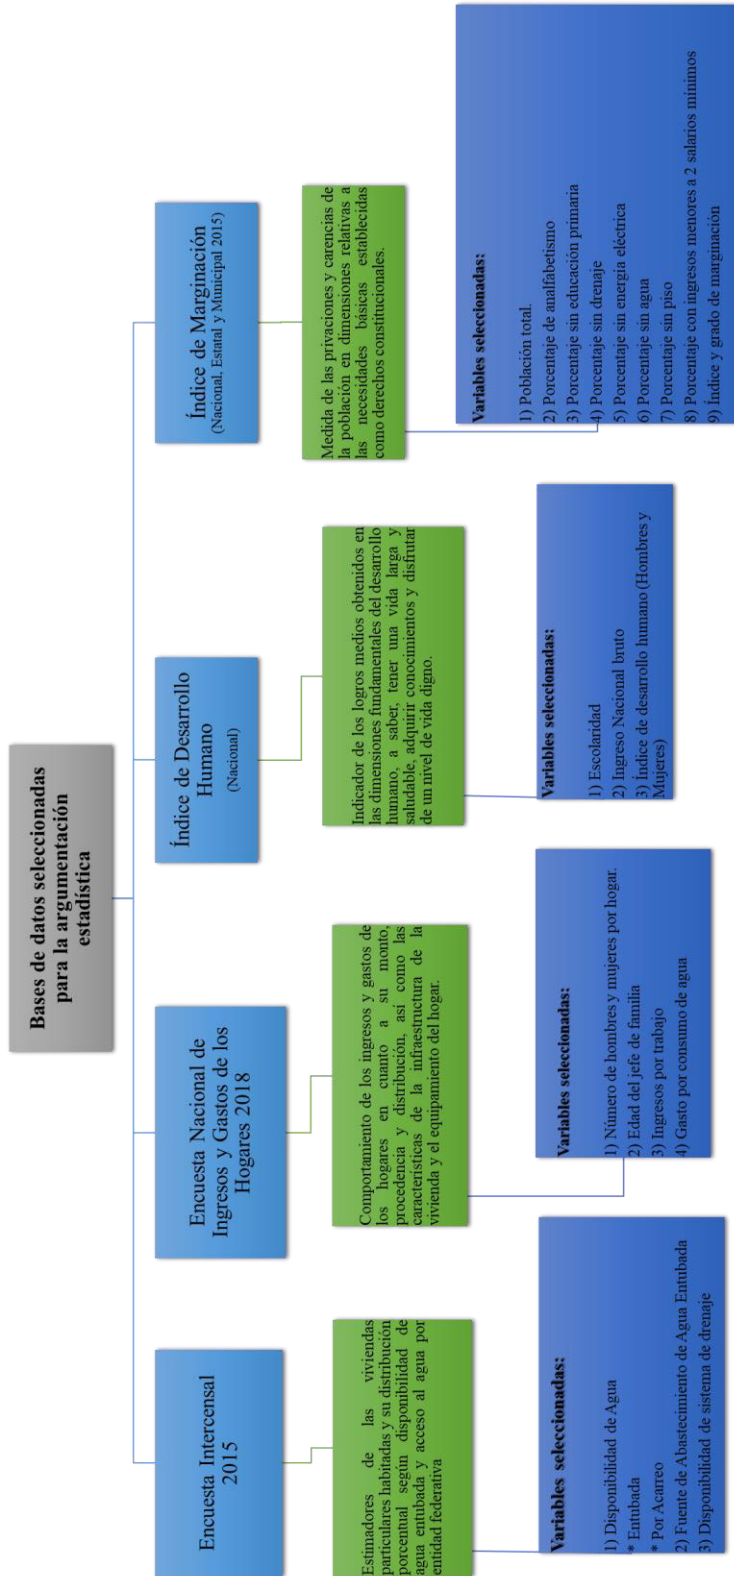 Bases de datos seleccionadas
para la argumentación
estadística
Encuesta Intercensal
2015
Estimadores de las viviendas
particulares habitadas y su distribución
porcentual según disponibilidad de
agua entubada y acceso al agua por
entidad federativa
Variables seleccionadas:
1) Disponibilidad de Agua
* Entubada
* Por Acarreo
2) Fuente de Abastecimiento de Agua Entubada
3) Disponibilidad de sistema de drenaje
Encuesta Nacional de
Ingresos y Gastos de los
Hogares 2018
Comportamiento de los ingresos y gastos de
los hogares en cuanto a su monto,
procedencia y distribución, así como las
características de la infraestructura de la
vivienda y el equipamiento del hogar.
Variables seleccionadas:
1) Número de hombres y mujeres por hogar.
2) Edad del jefe de familia
3) Ingresos por trabajo
4) Gasto por consumo de agua
Índice de Desarrollo
Humano
(Nacional)
Indicador de los logros medios obtenidos en
las dimensiones fundamentales del desarrollo
humano, a saber, tener una vida larga y
saludable, adquirir conocimientos y disfrutar
de un nivel de vida digno.
Variables seleccionadas:
1) Escolaridad
2) Ingreso Nacional bruto
3) Índice de desarrollo humano (Hombres y
Mujeres)
Índice de Marginación
(Nacional, Estatal y Municipal 2015)
Medida de las privaciones y carencias de
la población en dimensiones relativas a
las necesidades básicas establecidas
como derechos constitucionales.
Variables seleccionadas:
1) Población total.
2) Porcentaje de analfabetismo
3) Porcentaje sin educación primaria
4) Porcentaje sin drenaje
5) Porcentaje sin energía eléctrica
6) Porcentaje sin agua
7) Porcentaje sin piso
8) Porcentaje con ingresos menores a 2 salarios mínimos
9) Índice y grado de marginación